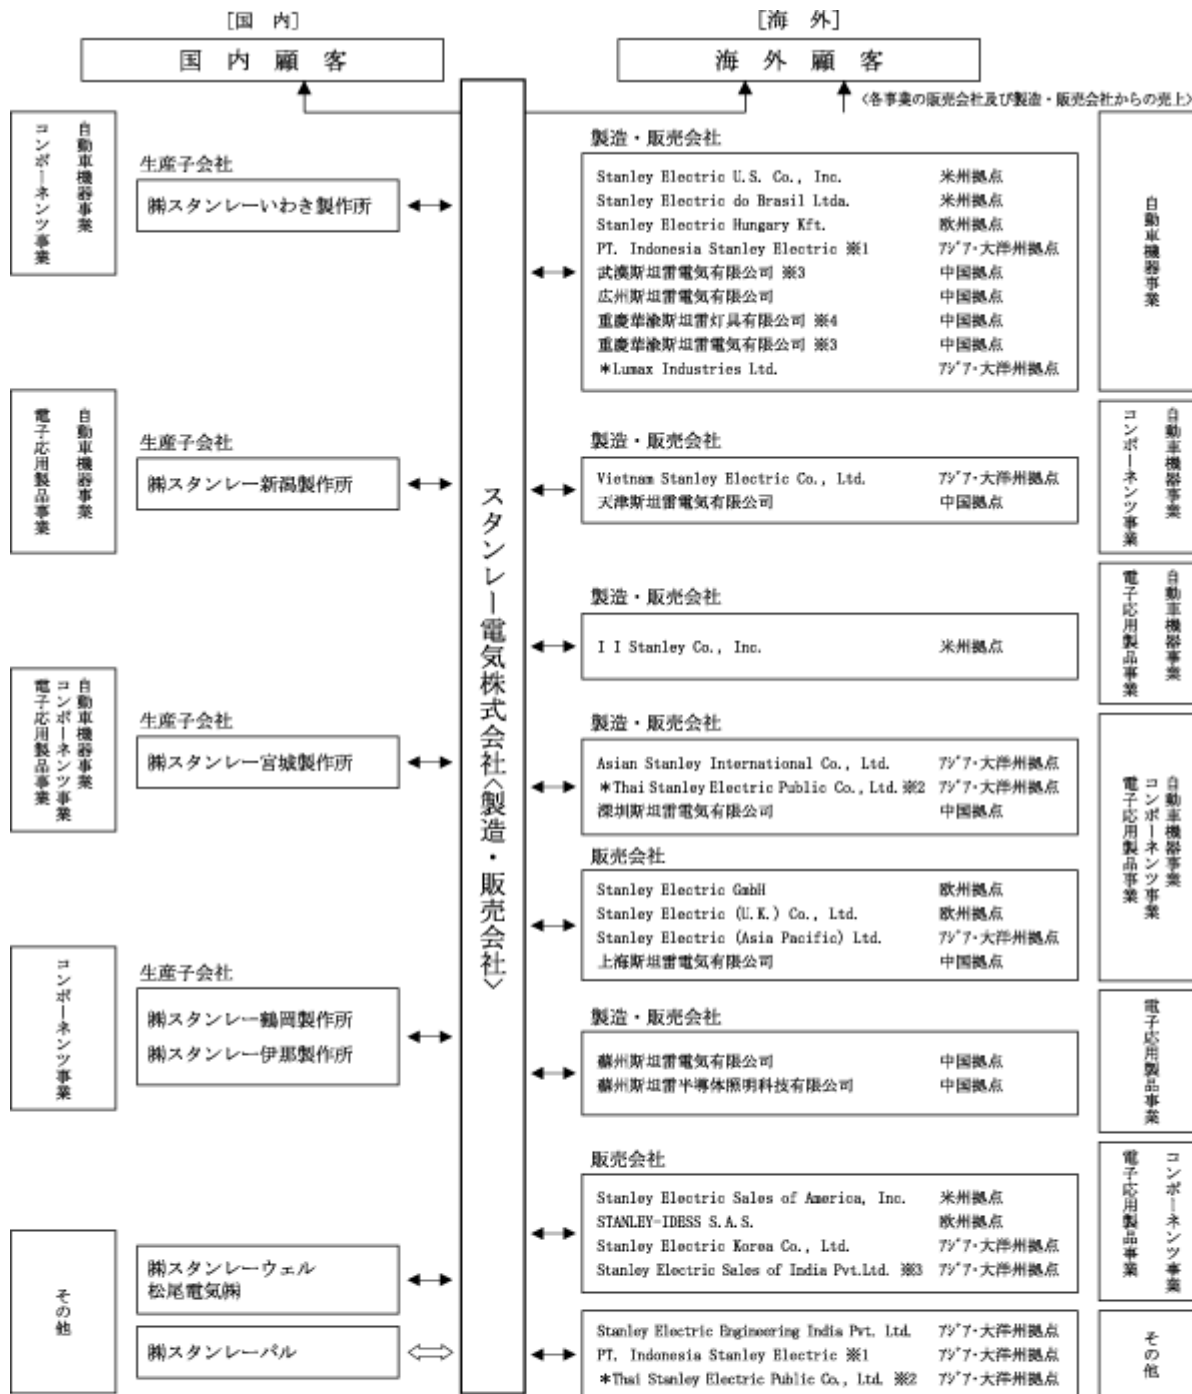 [国 内]
国 内 顧 客
[海 外]
海 外 顧 客
<各事業の販売会社及び製造・販売会社からの売上>
自動車機器事業
コンポーネンツ事業
生産子会社
㈱スタンレーいわき製作所
自動車機器事業
電子応用製品事業
生産子会社
㈱スタンレー新潟製作所
自動車機器事業
コンポーネンツ事業
電子応用製品事業
生産子会社
㈱スタンレー宮城製作所
コンポーネンツ事業
生産子会社
㈱スタンレー鶴岡製作所
㈱スタンレー伊那製作所
その他
㈱スタンレーウェル
松尾電気㈱
㈱スタンレーパル
スタンレー電気株式会社<製造・販売会社>
製造・販売会社
Stanley Electric U.S. Co., Inc. 米州拠点
Stanley Electric do Brasil Ltda. 米州拠点
Stanley Electric Hungary Kft. 欧州拠点
PT. Indonesia Stanley Electric ※1 アジア・大洋州拠点
武漢斯坦雷電気有限公司 ※3 中国拠点
広州斯坦雷電気有限公司 中国拠点
重慶華渝斯坦雷灯具有限公司 ※4 中国拠点
重慶華渝斯坦雷電気有限公司 ※3 中国拠点
*Lumax Industries Ltd. アジア・大洋州拠点
自動車機器事業
製造・販売会社
Vietnam Stanley Electric Co., Ltd. アジア・大洋州拠点
天津斯坦雷電気有限公司 中国拠点
自動車機器事業
コンポーネンツ事業
製造・販売会社
I I Stanley Co., Inc. 米州拠点
自動車機器事業
電子応用製品事業
製造・販売会社
Asian Stanley International Co., Ltd. アジア・大洋州拠点
*Thai Stanley Electric Public Co., Ltd. ※2 アジア・大洋州拠点
深圳斯坦雷電気有限公司 中国拠点
販売会社
Stanley Electric GmbH 欧州拠点
Stanley Electric (U.K.) Co., Ltd. 欧州拠点
Stanley Electric (Asia Pacific) Ltd. アジア・大洋州拠点
上海斯坦雷電気有限公司 中国拠点
自動車機器事業
コンポーネンツ事業
電子応用製品事業
製造・販売会社
蘇州斯坦雷電気有限公司 中国拠点
蘇州斯坦雷半導体照明科技有限公司 中国拠点
電子応用製品事業
販売会社
Stanley Electric Sales of America, Inc. 米州拠点
STANLEY-IDESS S.A.S. 欧州拠点
Stanley Electric Korea Co., Ltd. アジア・大洋州拠点
Stanley Electric Sales of India Pvt.Ltd. ※3 アジア・大洋州拠点
コンポーネンツ事業
電子応用製品事業
Stanley Electric Engineering India Pvt. Ltd. アジア・大洋州拠点
PT. Indonesia Stanley Electric ※1 アジア・大洋州拠点
*Thai Stanley Electric Public Co., Ltd. ※2 アジア・大洋州拠点
その他